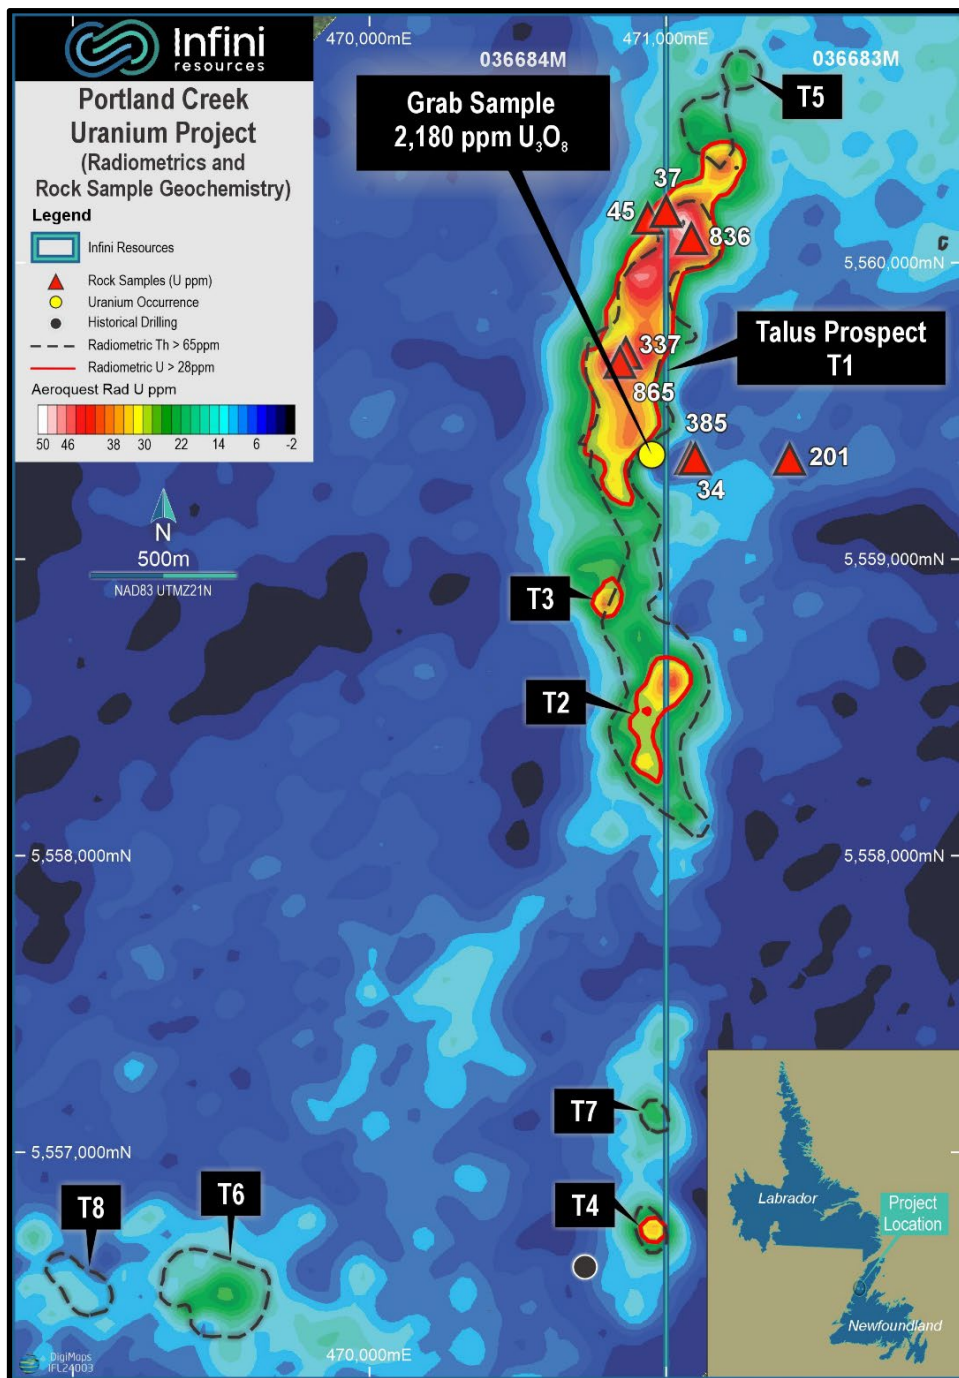 Infini
resources
Portland Creek
Uranium Project
(Radiometrics and
Rock Sample Geochemistry)
Legend
Infini Resources
Rock Samples (U ppm)
Uranium Occurrence
Historical Drilling
Radiometric Th > 65ppm
Radiometric U > 28ppm
Aeroquest Rad U ppm
50 46 38 30 22 14 6 -2
N
500m
NAD83 UTMZ21N
470,000mE
471,000mE
036684M
036683M
Grab Sample
2,180 ppm U₃O₈
T5
37
45
836
5,560,000mN
337
Talus Prospect
T1
865
385
201
34
5,559,000mN
T3
T2
5,558,000mN
5,558,000mN
T7
5,557,000mN
T8
T6
T4
Labrador
Project
Location
Newfoundland
DigiMaps
IFL24003
470,000mE